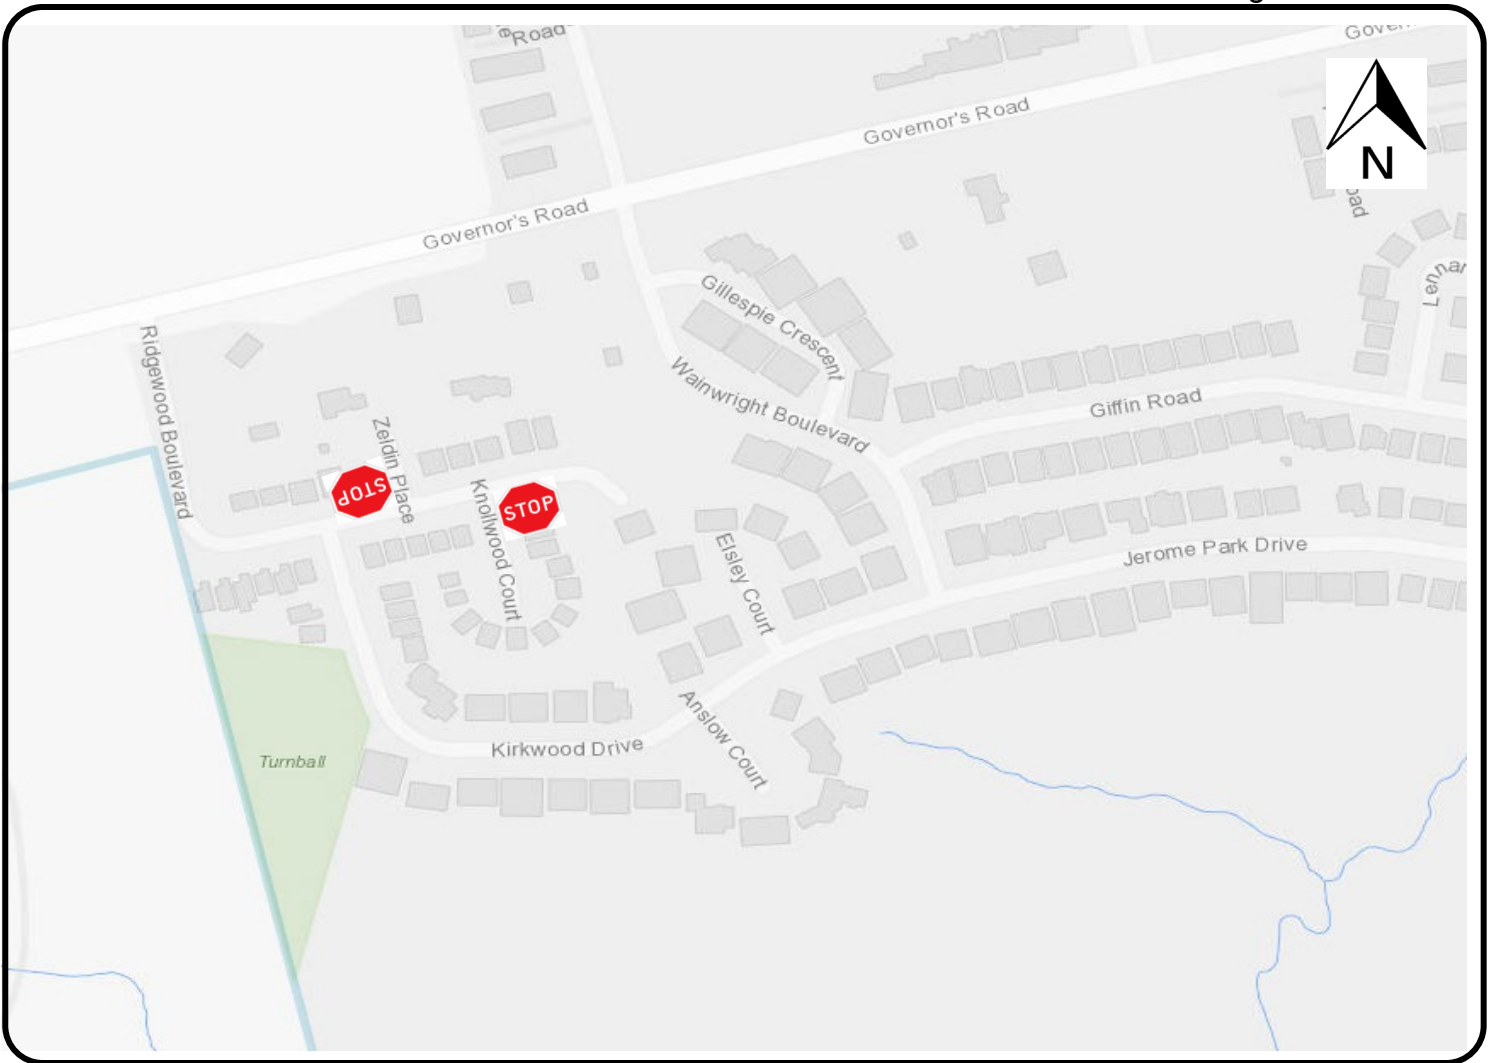 Road
Governor's Road
Governor's Road
N
Ridgewood Boulevard
Gillespie Crescent
Wainwright Boulevard
Giffin Road
Zeldin Place
STOP
Knollwood Court
STOP
Elsley Court
Jerome Park Drive
Anslow Court
Kirkwood Drive
Turnball